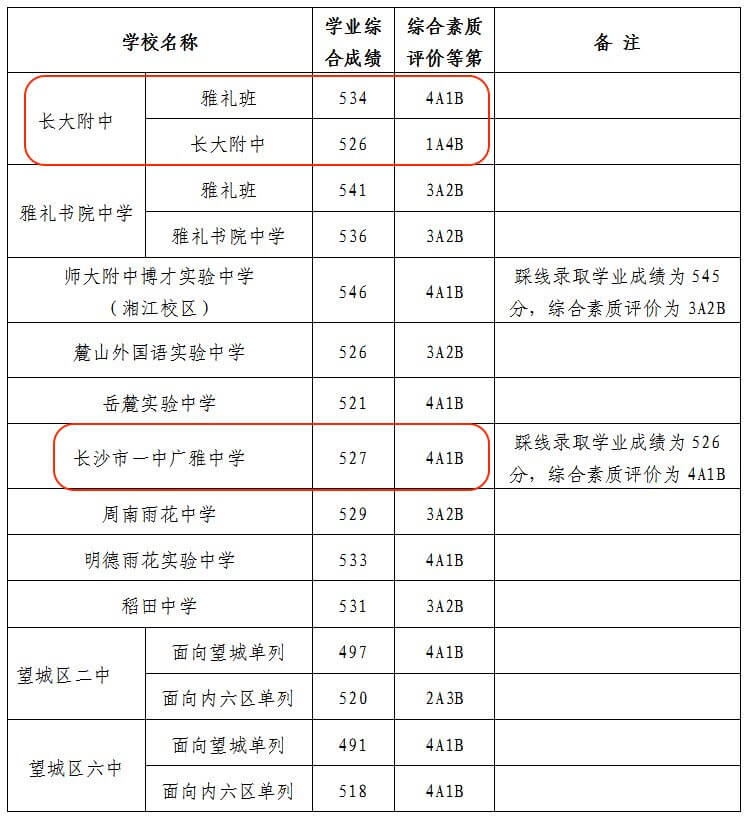 学校名称 学业综合成绩 综合素质评价等第 备 注
长大附中 雅礼班 534 4A1B
长大附中 526 1A4B
雅礼书院中学 雅礼班 541 3A2B
雅礼书院中学 536 3A2B
师大附中博才实验中学
（湘江校区） 546 4A1B 踩线录取学业成绩为 545
分，综合素质评价为 3A2B
麓山外国语实验中学 526 3A2B
岳麓实验中学 521 4A1B
长沙市一中广雅中学 527 4A1B 踩线录取学业成绩为 526
分，综合素质评价为 4A1B
周南雨花中学 529 3A2B
明德雨花实验中学 533 4A1B
稻田中学 531 3A2B
望城区二中 面向望城单列 497 4A1B
面向内六区单列 520 2A3B
望城区六中 面向望城单列 491 4A1B
面向内六区单列 518 4A1B